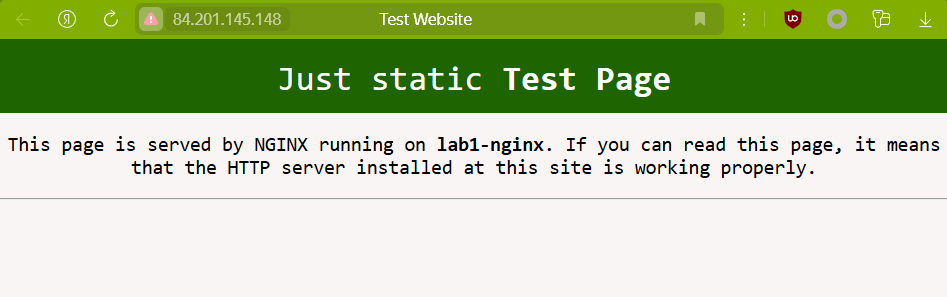 Я 84.201.145.148 Test Website
Just static Test Page
This page is served by NGINX running on lab1-nginx. If you can read this page, it means
that the HTTP server installed at this site is working properly.